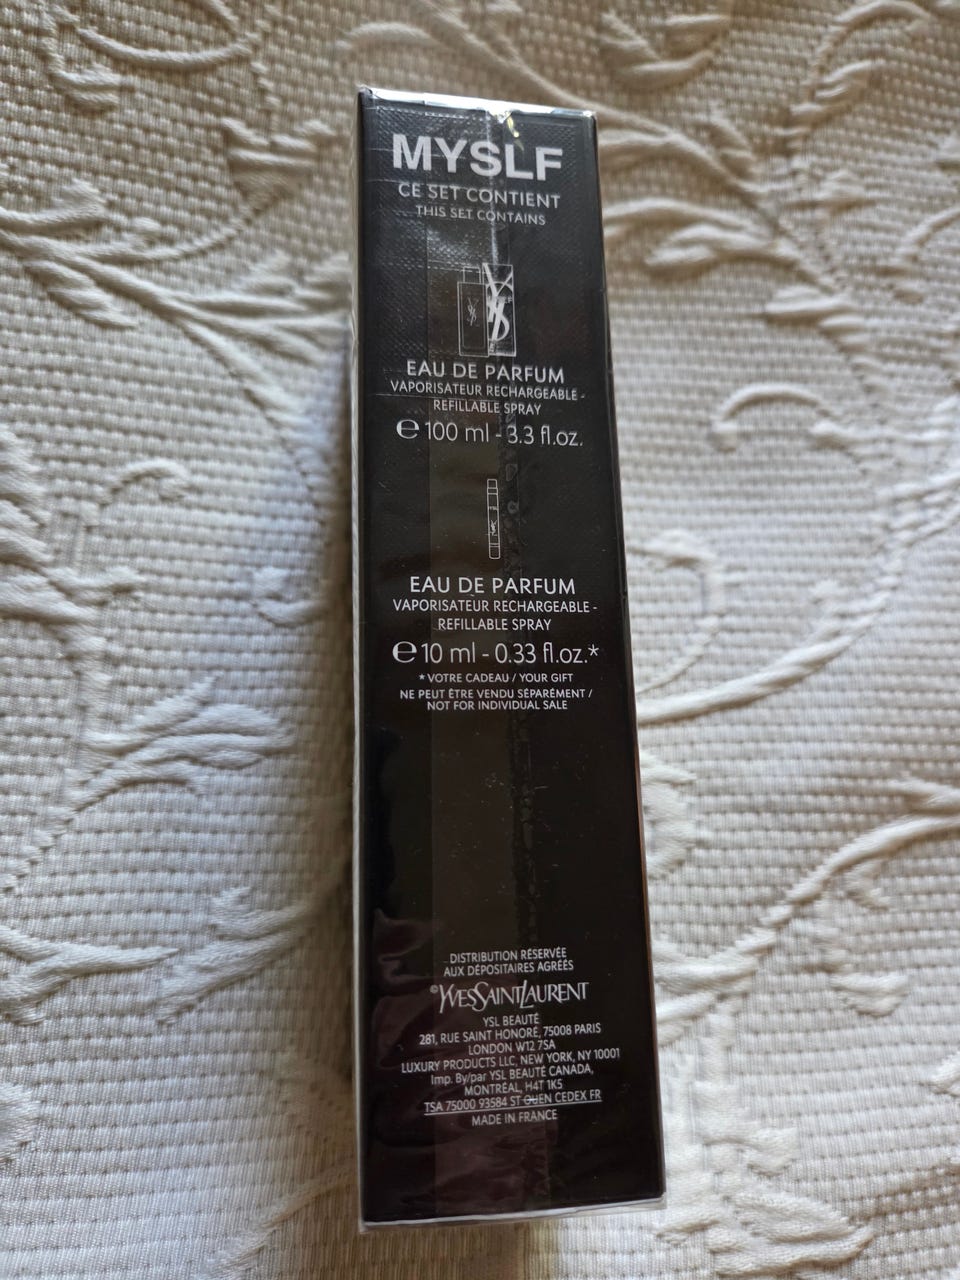 MYSLF
CE SET CONTIENT
THIS SET CONTAINS
YSL
YSL
EAU DE PARFUM
VAPORISATEUR RECHARGEABLE -
REFILLABLE SPRAY
℮ 100 ml - 3.3 fl.oz.
EAU DE PARFUM
VAPORISATEUR RECHARGEABLE -
REFILLABLE SPRAY
℮ 10 ml - 0.33 fl.oz.*
* VOTRE CADEAU / YOUR GIFT
NE PEUT ÊTRE VENDU SÉPARÉMENT /
NOT FOR INDIVIDUAL SALE
DISTRIBUTION RÉSERVÉE
AUX DÉPOSITAIRES AGRÉÉS
©YVESSAINTLAURENT
YSL BEAUTÉ
281, RUE SAINT HONORÉ, 75008 PARIS
LONDON W12 7SA
LUXURY PRODUCTS LLC, NEW YORK, NY 10001
Imp. By/par YSL BEAUTÉ CANADA,
MONTRÉAL, H4T 1K5
TSA 75000 93584 ST OUEN CEDEX FR
MADE IN FRANCE